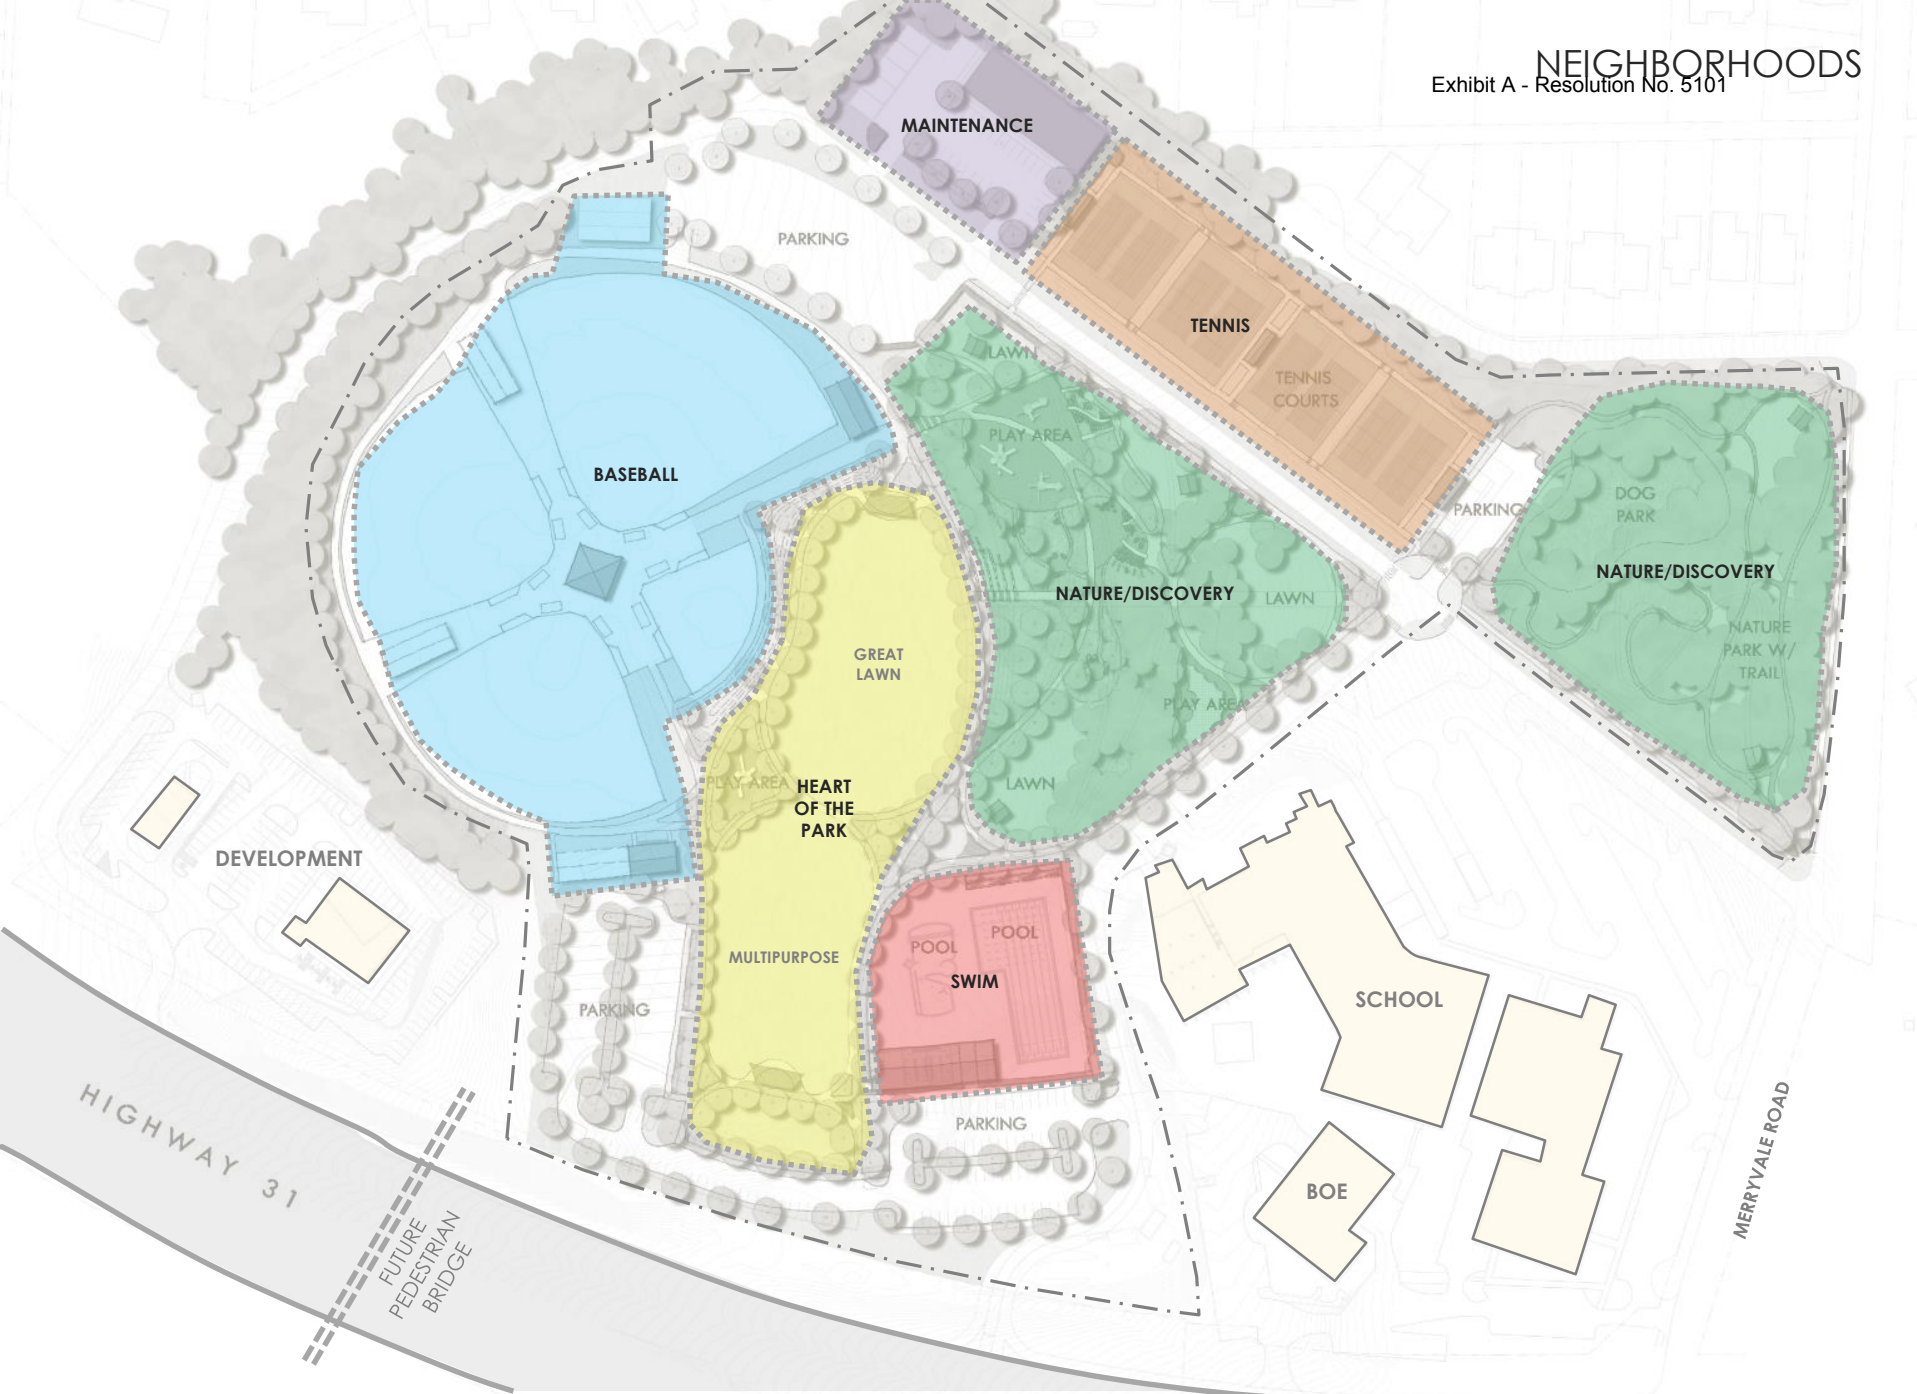 NEIGHBORHOODS
Exhibit A - Resolution No. 5101
MAINTENANCE
PARKING
TENNIS
TENNIS
COURTS
LAWN
PLAY AREA
BASEBALL
PARKING
DOG
PARK
NATURE/DISCOVERY
NATURE/DISCOVERY
LAWN
NATURE
PARK W/
TRAIL
GREAT
LAWN
PLAY AREA
PLAY AREA
HEART
OF THE
PARK
LAWN
DEVELOPMENT
MULTIPURPOSE
POOL
POOL
SWIM
PARKING
SCHOOL
PARKING
BOE
HIGHWAY 31
FUTURE
PEDESTRIAN
BRIDGE
MERRYVALE ROAD